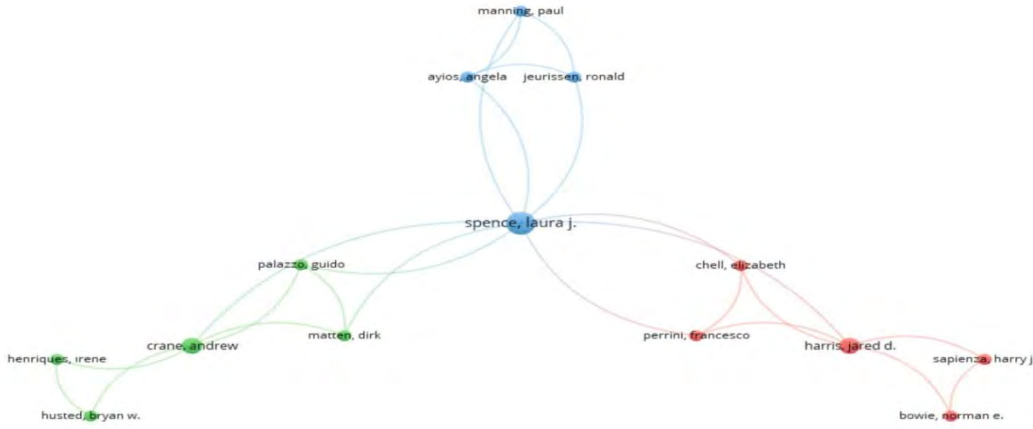 manning, paul
ayios, angela
jeurissen, ronald
spence, laura j.
palazzo, guido
chell, elizabeth
matten, dirk
perrini, francesco
crane, andrew
harris, jared d.
henriques, irene
sapienza, harry j
husted, bryan w.
bowie, norman e.